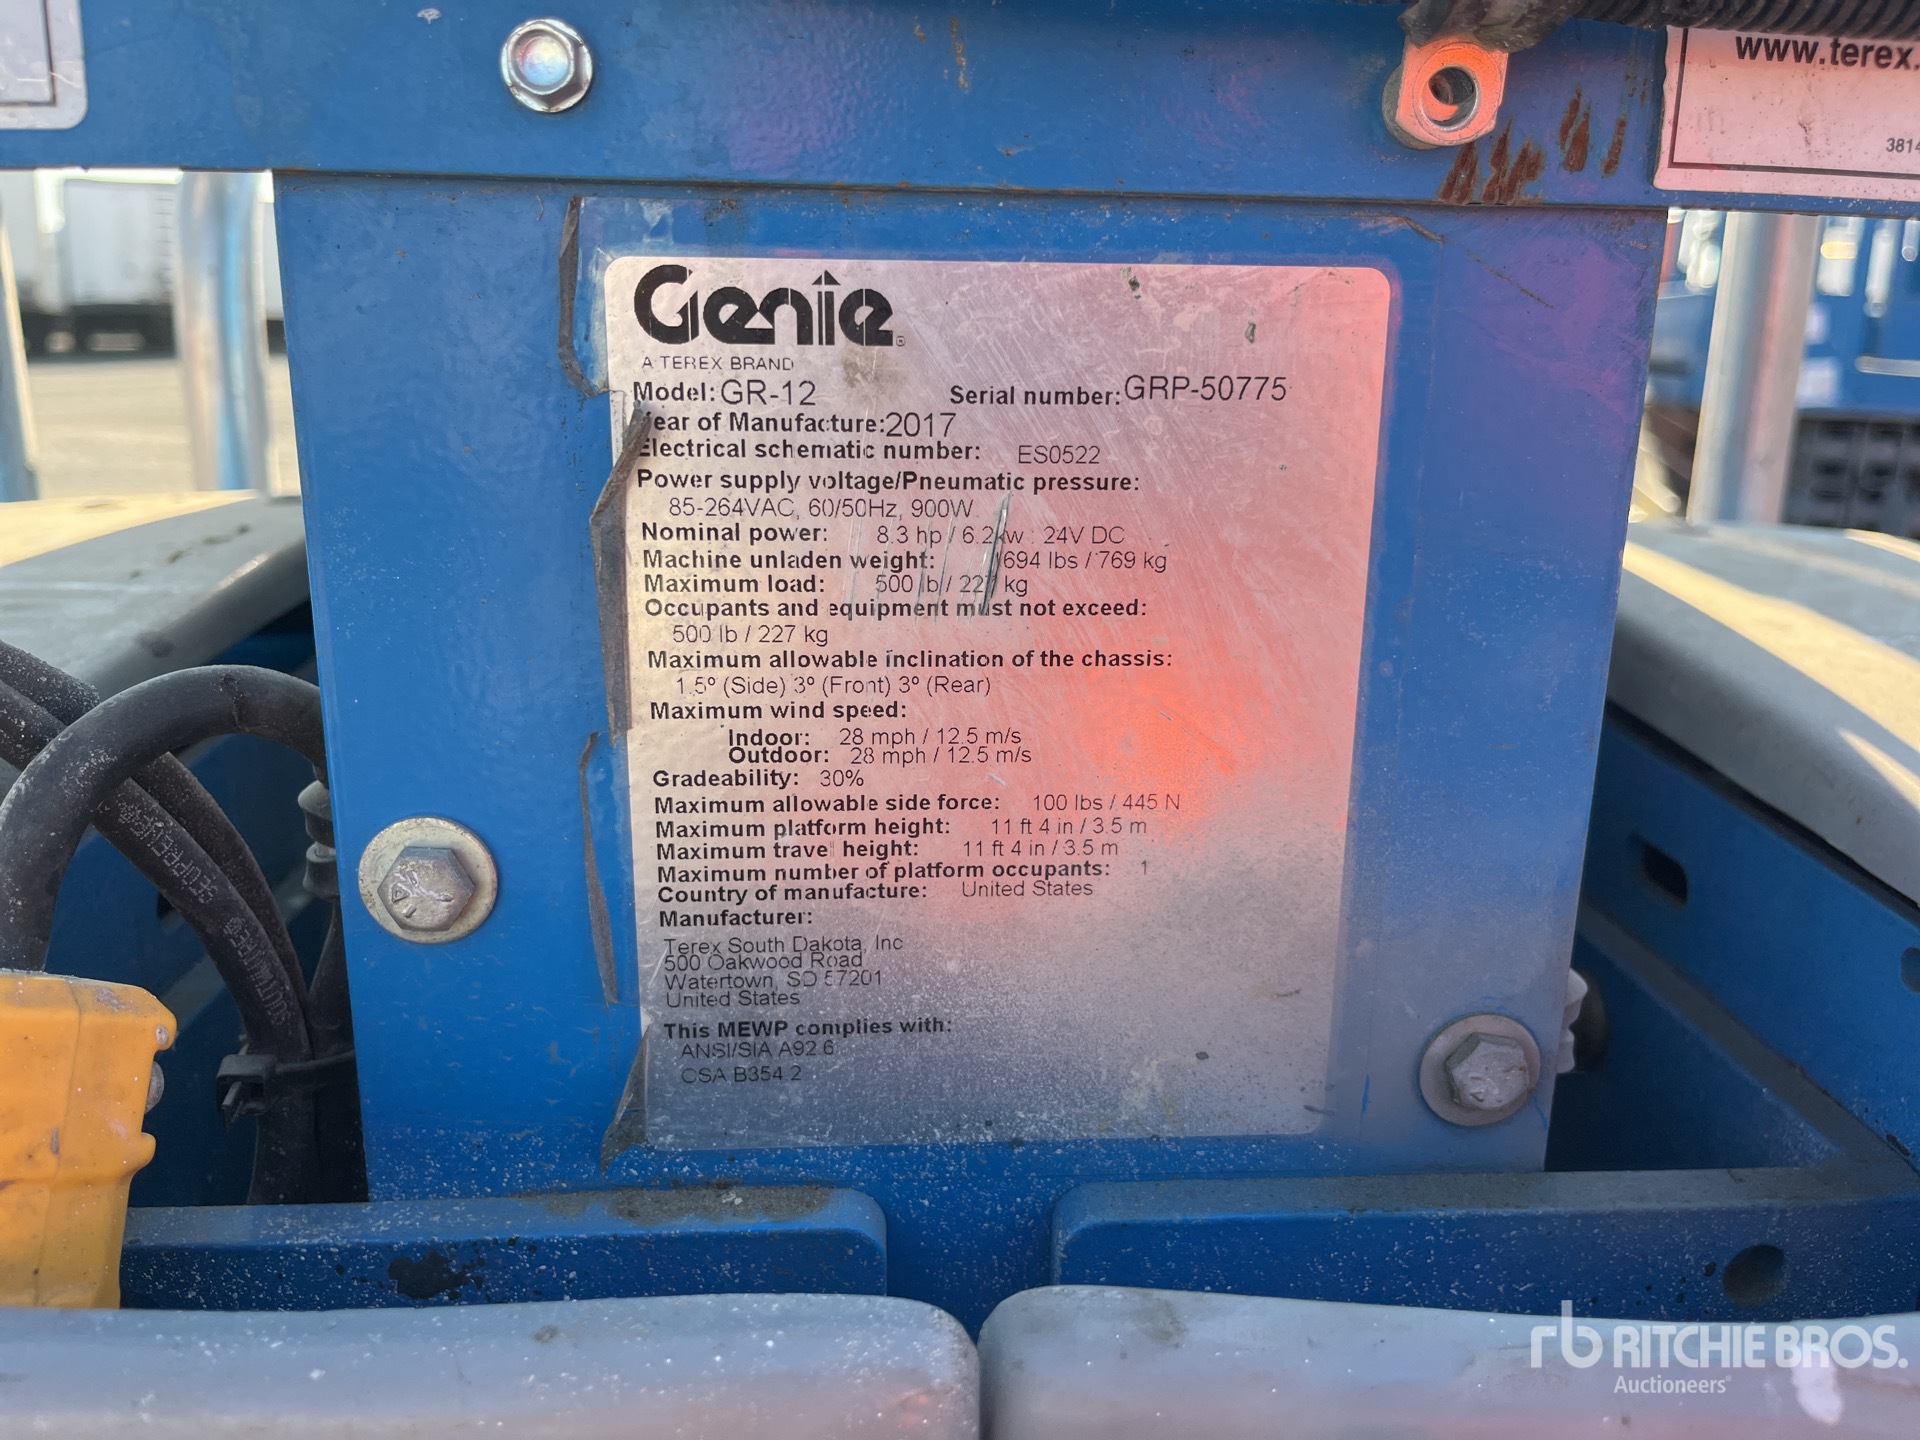 www.terex.
3814
Genie
A TEREX BRAND
Model: GR-12 Serial number: GRP-50775
Year of Manufacture: 2017
Electrical schematic number: ES0522
Power supply voltage/Pneumatic pressure:
85-264VAC, 60/50Hz, 900W
Nominal power: 8.3 hp / 6.2kw : 24V DC
Machine unladen weight: 1694 lbs / 769 kg
Maximum load: 500 lb / 227 kg
Occupants and equipment must not exceed:
500 lb / 227 kg
Maximum allowable inclination of the chassis:
1.5º (Side) 3º (Front) 3º (Rear)
Maximum wind speed:
Indoor: 28 mph / 12.5 m/s
Outdoor: 28 mph / 12.5 m/s
Gradeability: 30%
Maximum allowable side force: 100 lbs / 445 N
Maximum platform height: 11 ft 4 in / 3.5 m
Maximum travel height: 11 ft 4 in / 3.5 m
Maximum number of platform occupants: 1
Country of manufacture: United States
Manufacturer:
Terex South Dakota, Inc
500 Oakwood Road
Watertown, SD 57201
United States
This MEWP complies with:
ANSI/SIA A92.6
CSA B354.2
rb RITCHIE BROS.
Auctioneers